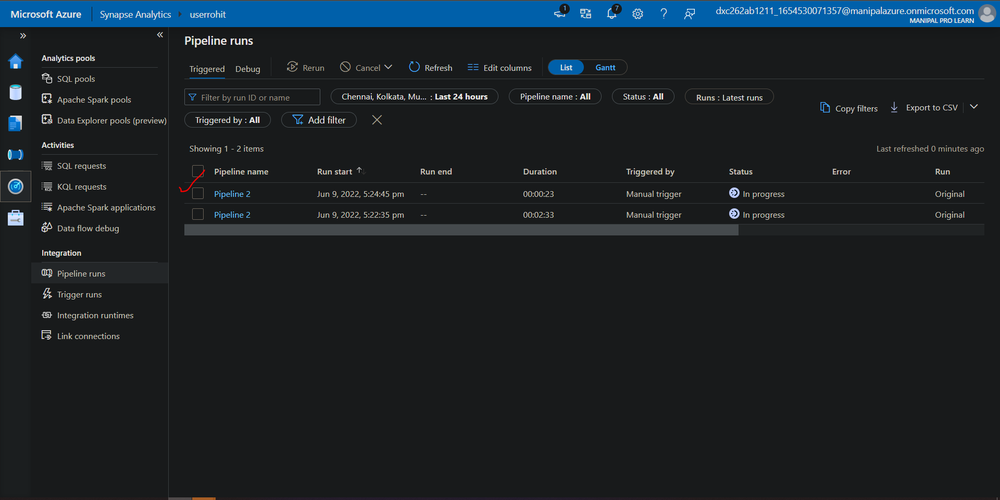 Microsoft Azure
Synapse Analytics
userrohit
1
7
dxc262ab1211_1654530071357@manipalazure.onmicrosoft.com
MANIPAL PRO LEARN
Analytics pools
SQL pools
Apache Spark pools
Data Explorer pools (preview)
Activities
SQL requests
KQL requests
Apache Spark applications
Data flow debug
Integration
Pipeline runs
Trigger runs
Integration runtimes
Link connections
Pipeline runs
Triggered Debug Rerun Cancel Refresh Edit columns List Gantt
Filter by run ID or name Chennai, Kolkata, Mu... : Last 24 hours Pipeline name : All Status : All Runs : Latest runs
Triggered by : All Add filter
Copy filters Export to CSV
Showing 1 - 2 items
Last refreshed 0 minutes ago
Pipeline name Run start Run end Duration Triggered by Status Error Run
Pipeline 2 Jun 9, 2022, 5:24:45 pm -- 00:00:23 Manual trigger In progress Original
Pipeline 2 Jun 9, 2022, 5:22:35 pm -- 00:02:33 Manual trigger In progress Original